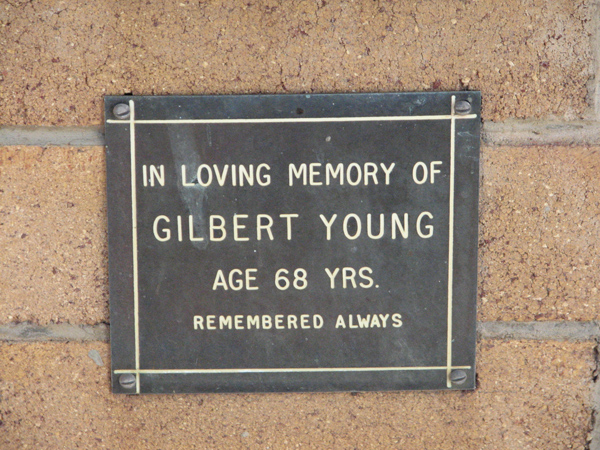 IN LOVING MEMORY OF
GILBERT YOUNG
AGE 68 YRS.
REMEMBERED ALWAYS